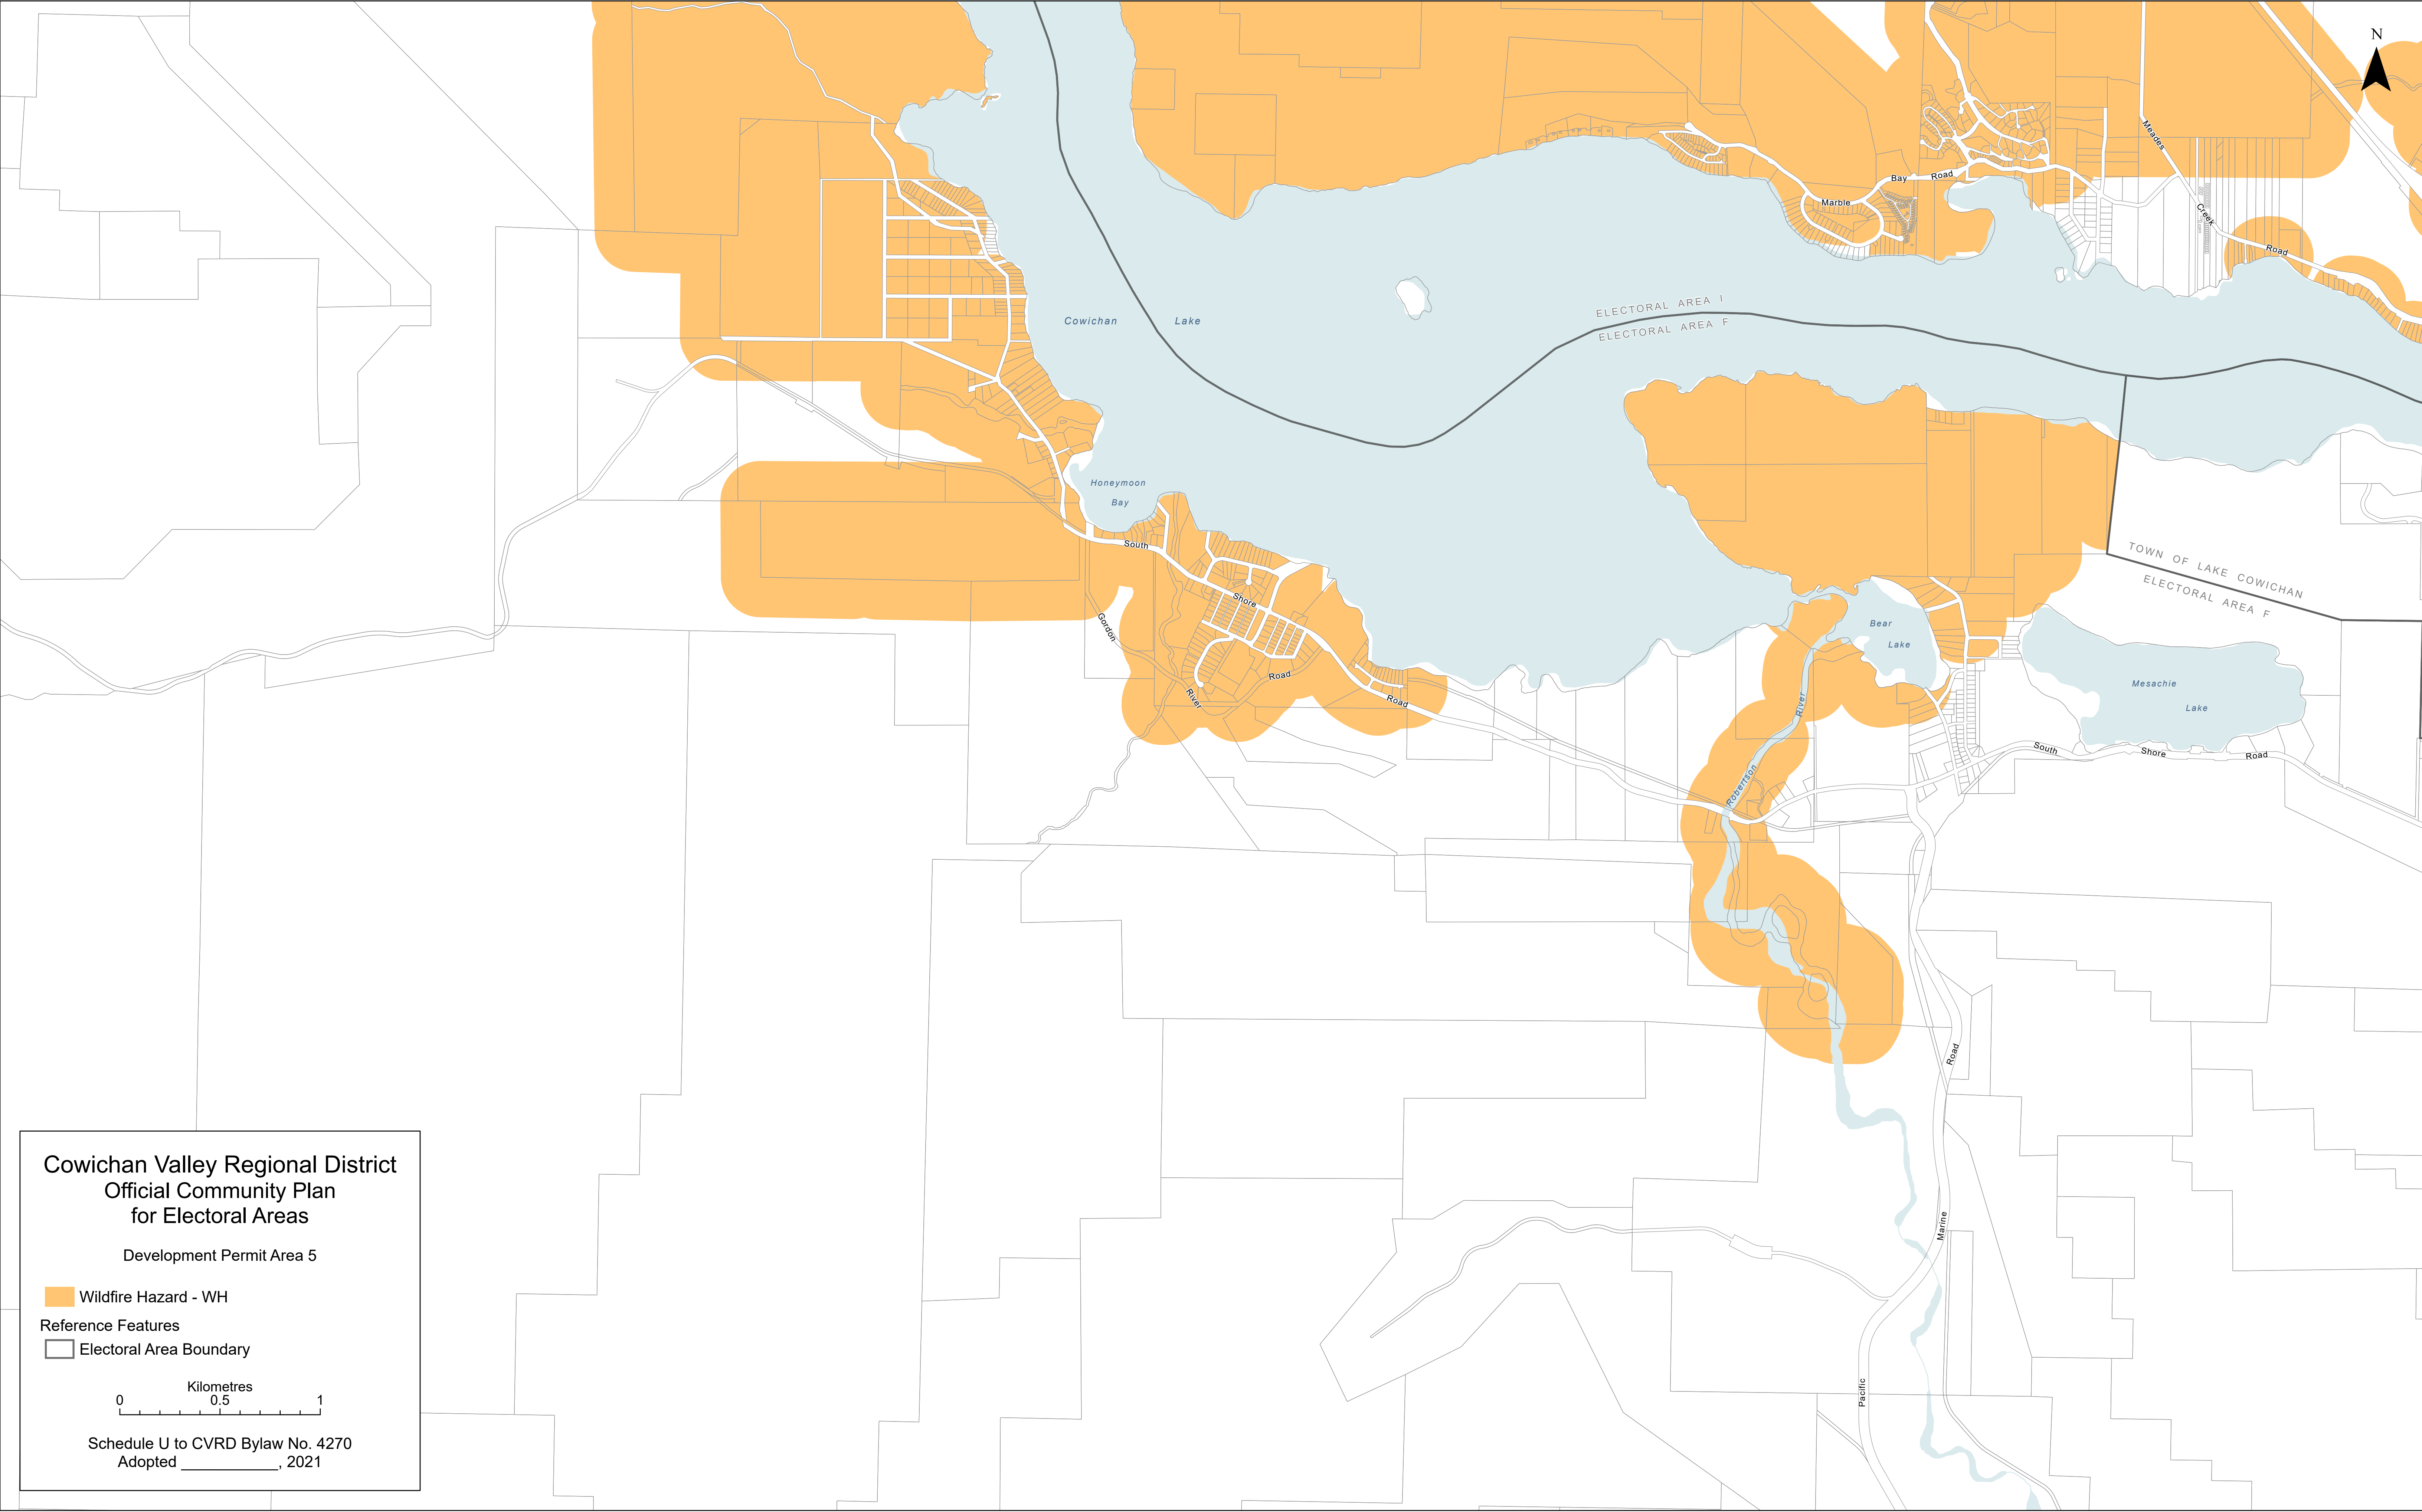 N
Meades
Creek
Road
Bay Road
Marble
ELECTORAL AREA I
ELECTORAL AREA F
Cowichan Lake
Honeymoon
Bay
South
Shore
Road
Gordon
River
Road
TOWN OF LAKE COWICHAN
ELECTORAL AREA F
Bear
Lake
Mesachie
Lake
River
Robertson
South Shore Road
Road
Marine
Pacific
Cowichan Valley Regional District
Official Community Plan
for Electoral Areas
Development Permit Area 5
Wildfire Hazard - WH
Reference Features
Electoral Area Boundary
Kilometres
0 0.5 1
Schedule U to CVRD Bylaw No. 4270
Adopted ___________, 2021